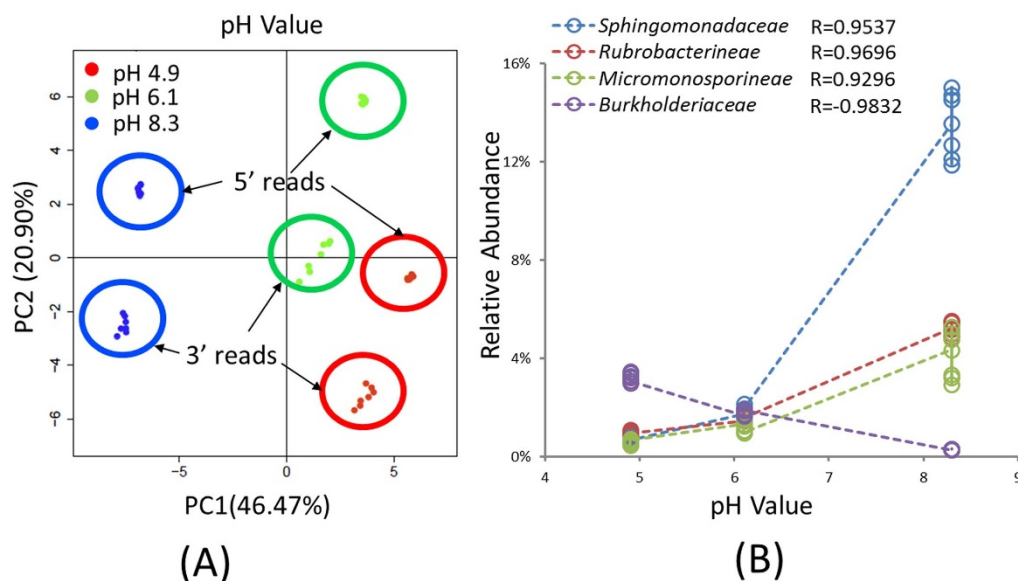 pH Value
pH 4.9
pH 6.1
pH 8.3
5’ reads
3’ reads
PC2 (20.90%)
6
4
2
0
−2
−4
−6
−5
0
5
PC1(46.47%)
(A)
Sphingomonadaceae R=0.9537
Rubrobacterineae R=0.9696
Micromonosporineae R=0.9296
Burkholderiaceae R=-0.9832
Relative Abundance
16%
12%
8%
4%
0%
4 5 6 7 8 9
pH Value
(B)